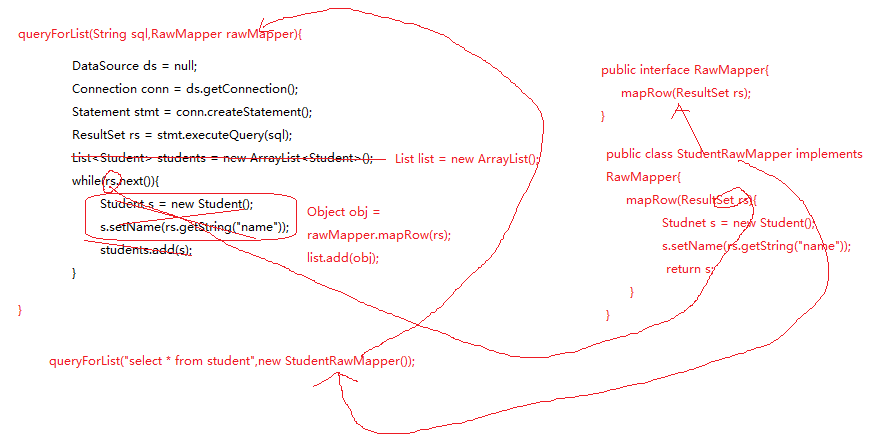 queryForList(String sql,RawMapper rawMapper){
DataSource ds = null;
Connection conn = ds.getConnection();
Statement stmt = conn.createStatement();
ResultSet rs = stmt.executeQuery(sql);
List<Student> students = new ArrayList<Student>();
List list = new ArrayList();
while(rs.next()){
Student s = new Student();
s.setName(rs.getString("name"));
students.add(s);
Object obj =
rawMapper.mapRow(rs);
list.add(obj);
}
}
queryForList("select * from student",new StudentRawMapper());
public interface RawMapper{
mapRow(ResultSet rs);
}
public class StudentRawMapper implements
RawMapper{
mapRow(ResultSet rs){
Studnet s = new Student();
s.setName(rs.getString("name"));
return s;
}
}